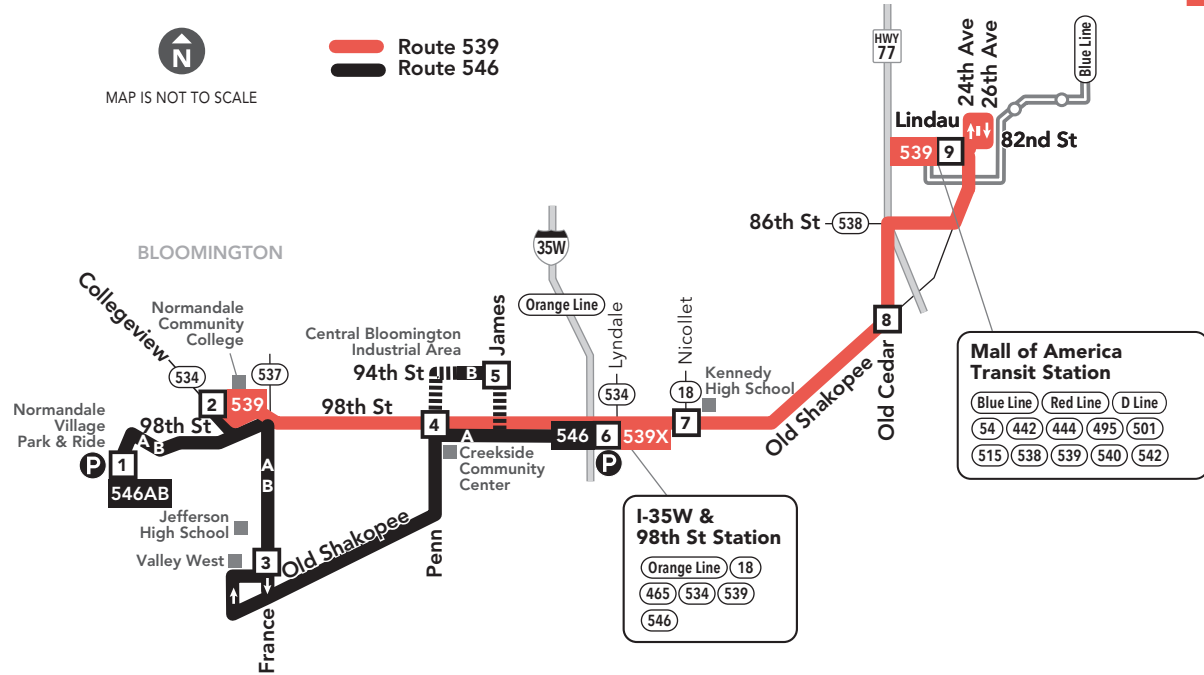 N
MAP IS NOT TO SCALE
Route 539
Route 546
HWY
77
24th Ave
26th Ave
Blue Line
Lindau
539
9
82nd St
86th St
538
35W
Orange Line
BLOOMINGTON
Collegeview
Normandale
Community
College
534
537
2
539
98th St
Normandale
Village
Park & Ride
98th St
A
B
P
1
546AB
A
B
Jefferson
High School
Valley West
3
France
Old Shakopee
Penn
Central Bloomington
Industrial Area
94th St
B
5
James
4
A
Creekside
Community
Center
546
6
539X
P
Lyndale
534
Nicollet
18
7
Kennedy
High School
Old Shakopee
8
Old Cedar
I-35W &
98th St Station
Orange Line 18
465 534 539
546
Mall of America
Transit Station
Blue Line Red Line D Line
54 442 444 495 501
515 538 539 540 542